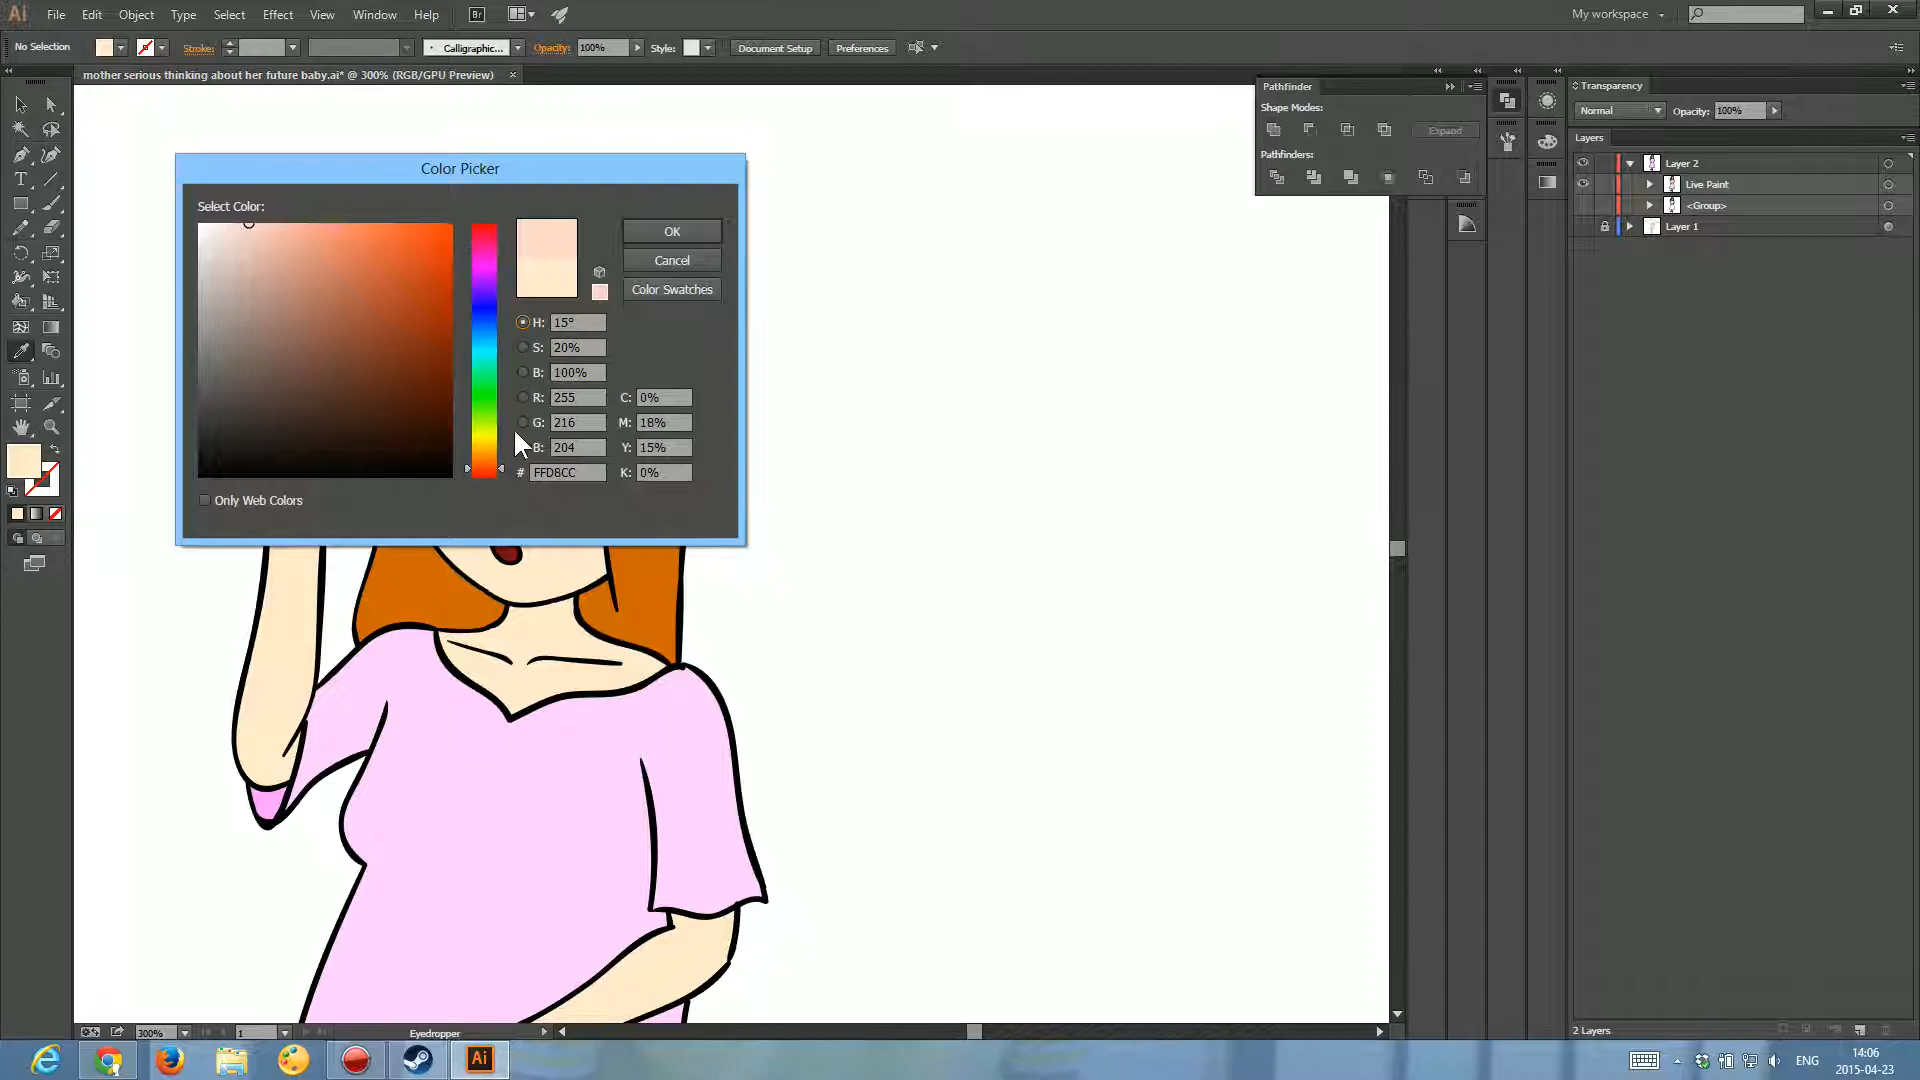 Ai File Edit Object Type Select Effect View Window Help Br My workspace
No Selection Stroke: Calligraphic... Opacity: 100% Style: Document Setup Preferences
mother serious thinking about her future baby.ai* @ 300% (RGB/GPU Preview)
Pathfinder
Shape Modes:
Expand
Pathfinders:
Transparency
Normal Opacity: 100%
Layers
Layer 2
Live Paint
<Group>
Layer 1
Color Picker
Select Color:
OK
Cancel
Color Swatches
H: 15°
S: 20%
B: 100%
R: 255 C: 0%
G: 216 M: 18%
B: 204 Y: 15%
# FFD8CC K: 0%
Only Web Colors
300% 1 Eyedropper
2 Layers
Ai ENG 14:06
2015-04-23